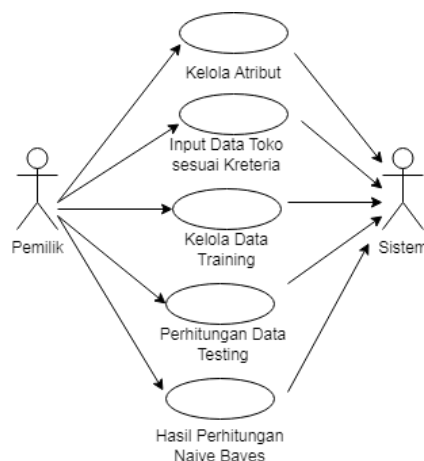 Kelola Atribut
Input Data Toko
sesuai Kreteria
Pemilik
Sistem
Kelola Data
Training
Perhitungan Data
Testing
Hasil Perhitungan
Naive Bayes